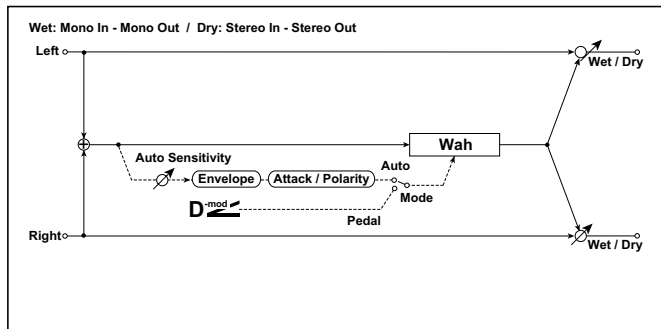 Wet: Mono In - Mono Out / Dry: Stereo In - Stereo Out
Left
Wet / Dry
Wah
Auto Sensitivity
Envelope
Attack / Polarity
Auto
Mode
D-mod
Pedal
Right
Wet / Dry